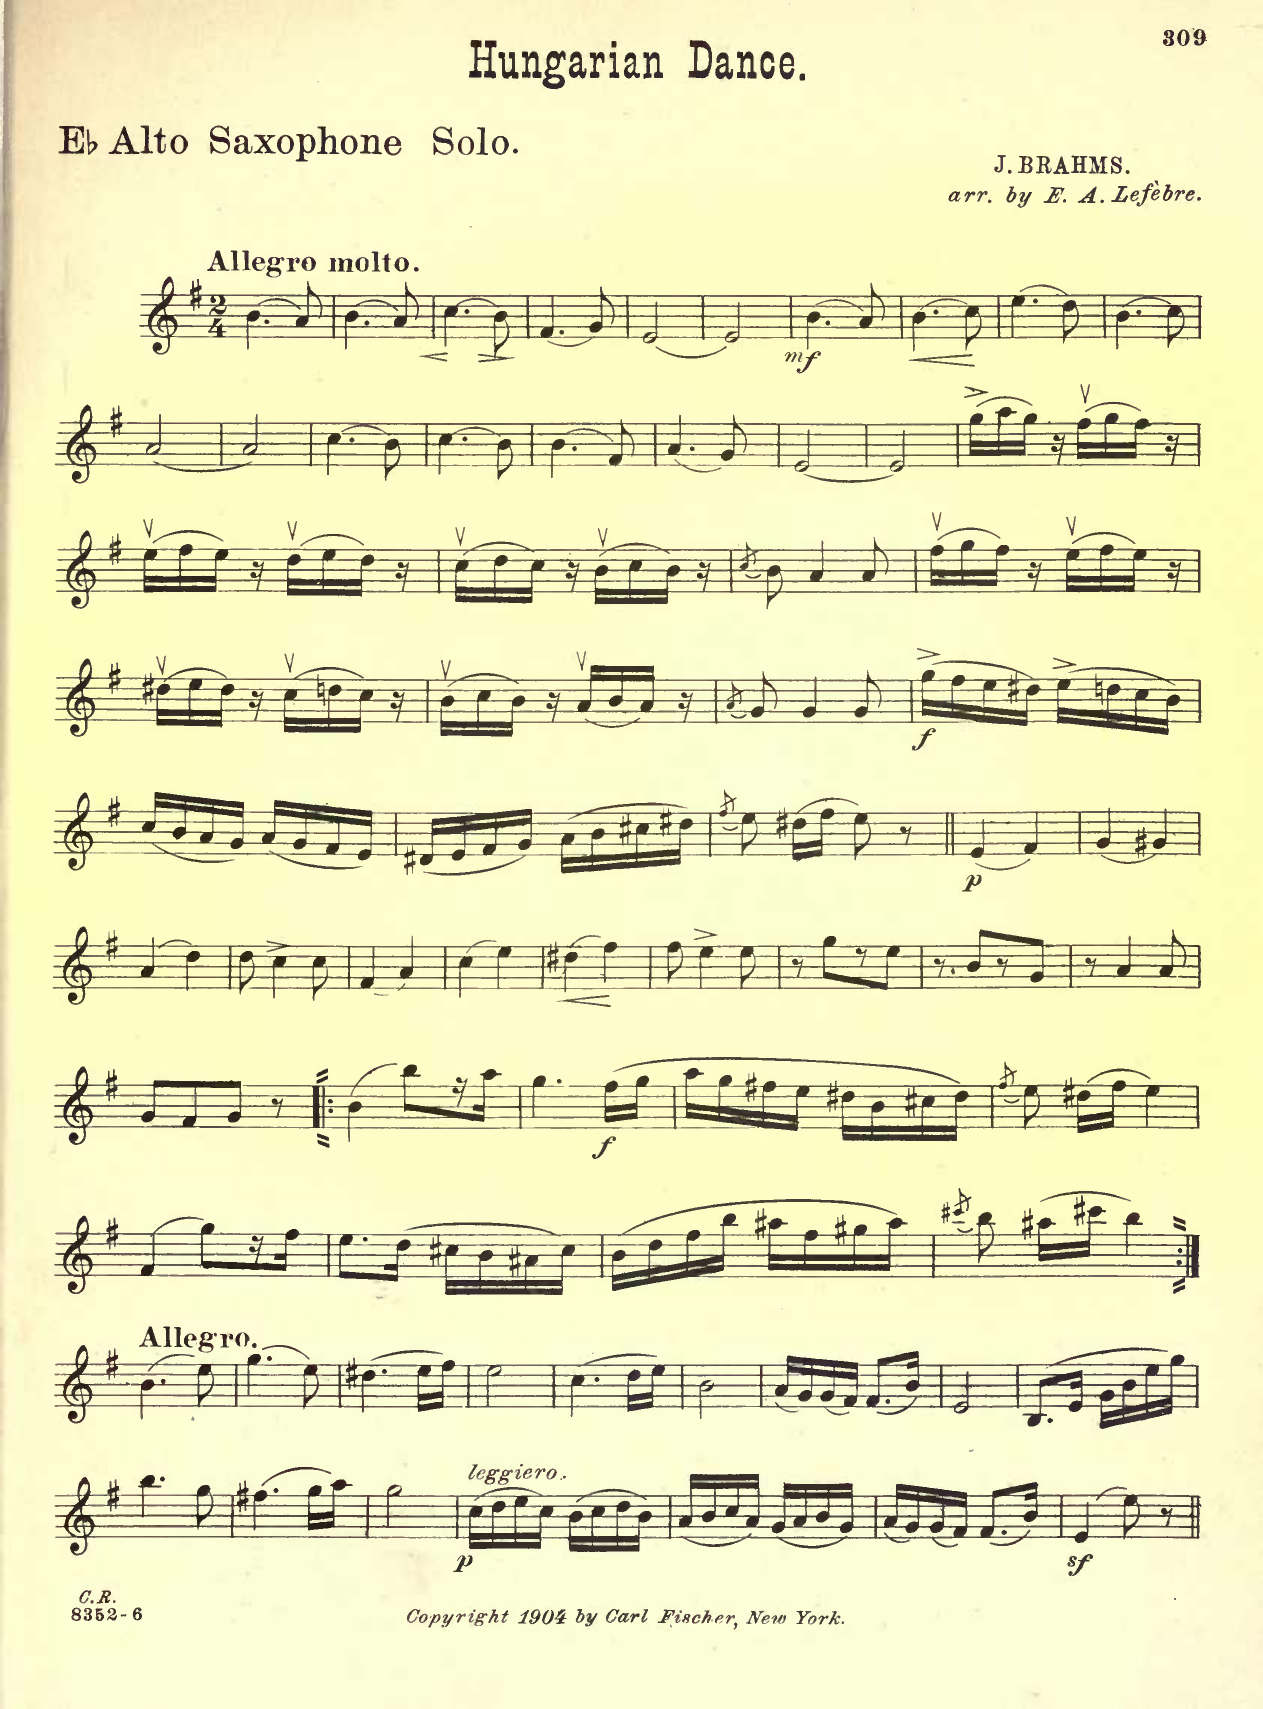 309
Hungarian Dance.
E♭ Alto Saxophone Solo.
J. BRAHMS.
arr. by E. A. Lefèbre.
Allegro molto.
2
4
mf
f
p
f
Allegro.
leggiero.
p
sf
C.R.
8352-6
Copyright 1904 by Carl Fischer, New York.